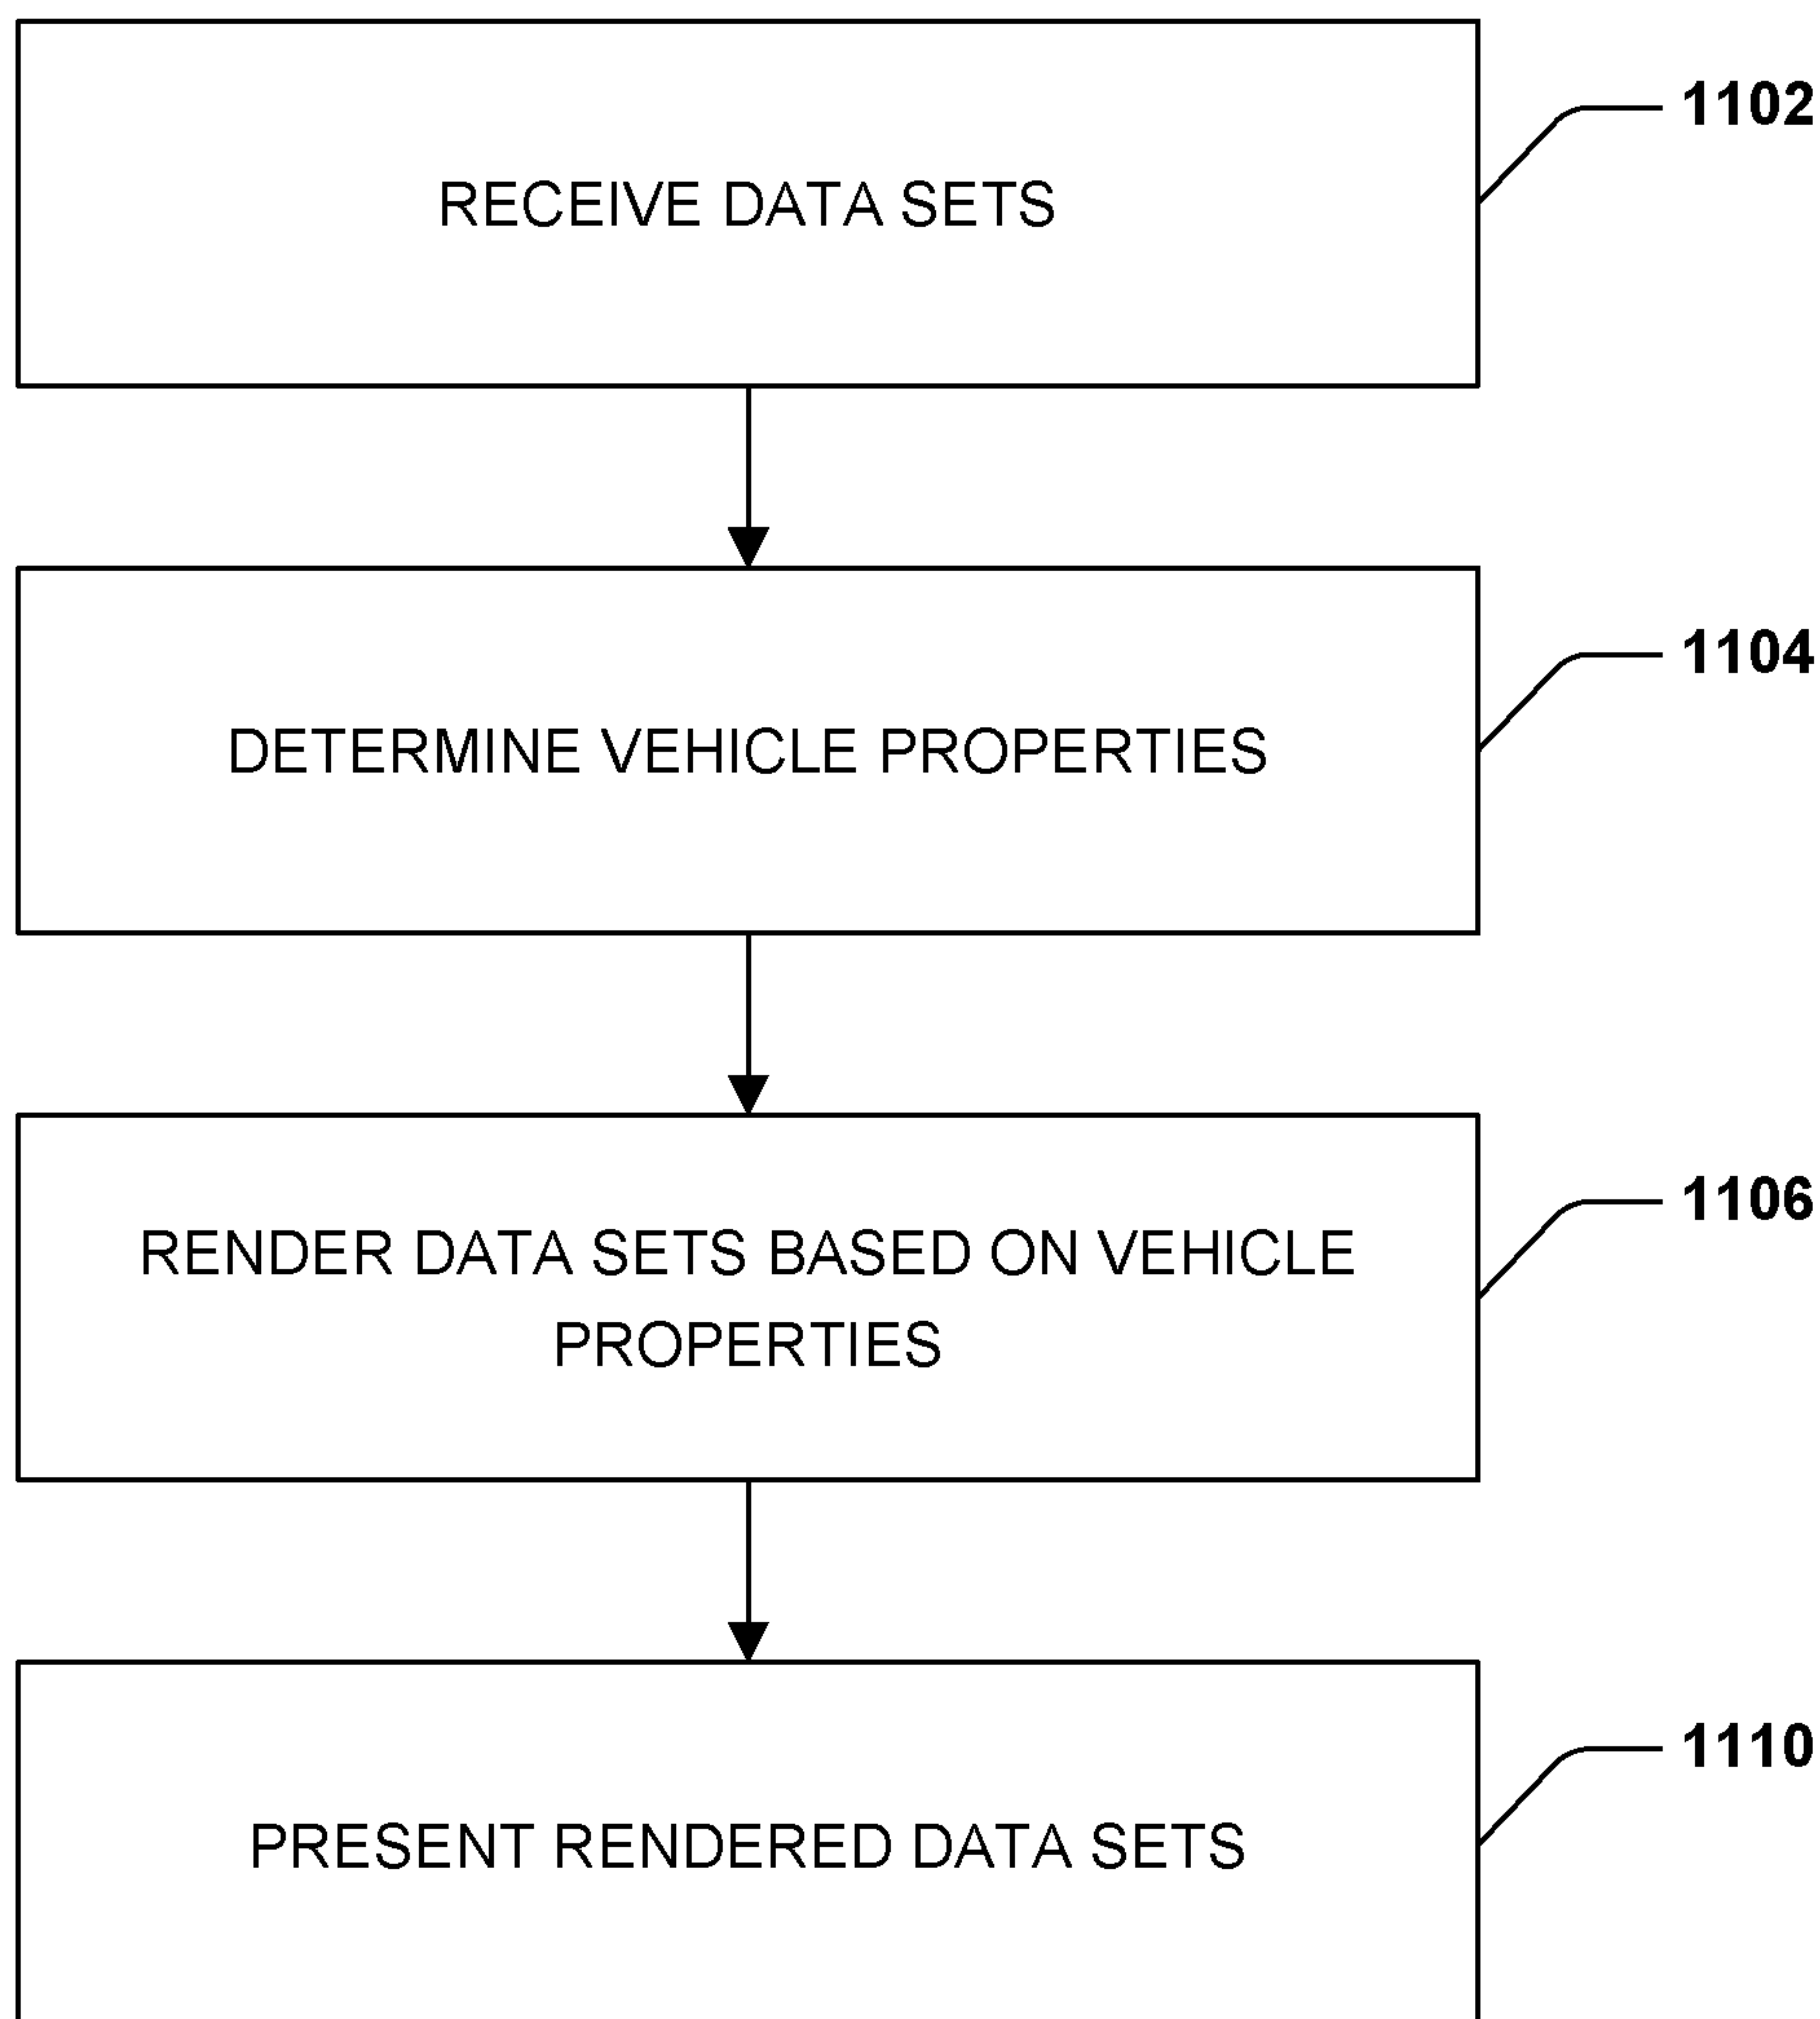 1102
RECEIVE DATA SETS
1104
DETERMINE VEHICLE PROPERTIES
1106
RENDER DATA SETS BASED ON VEHICLE
PROPERTIES
1110
PRESENT RENDERED DATA SETS